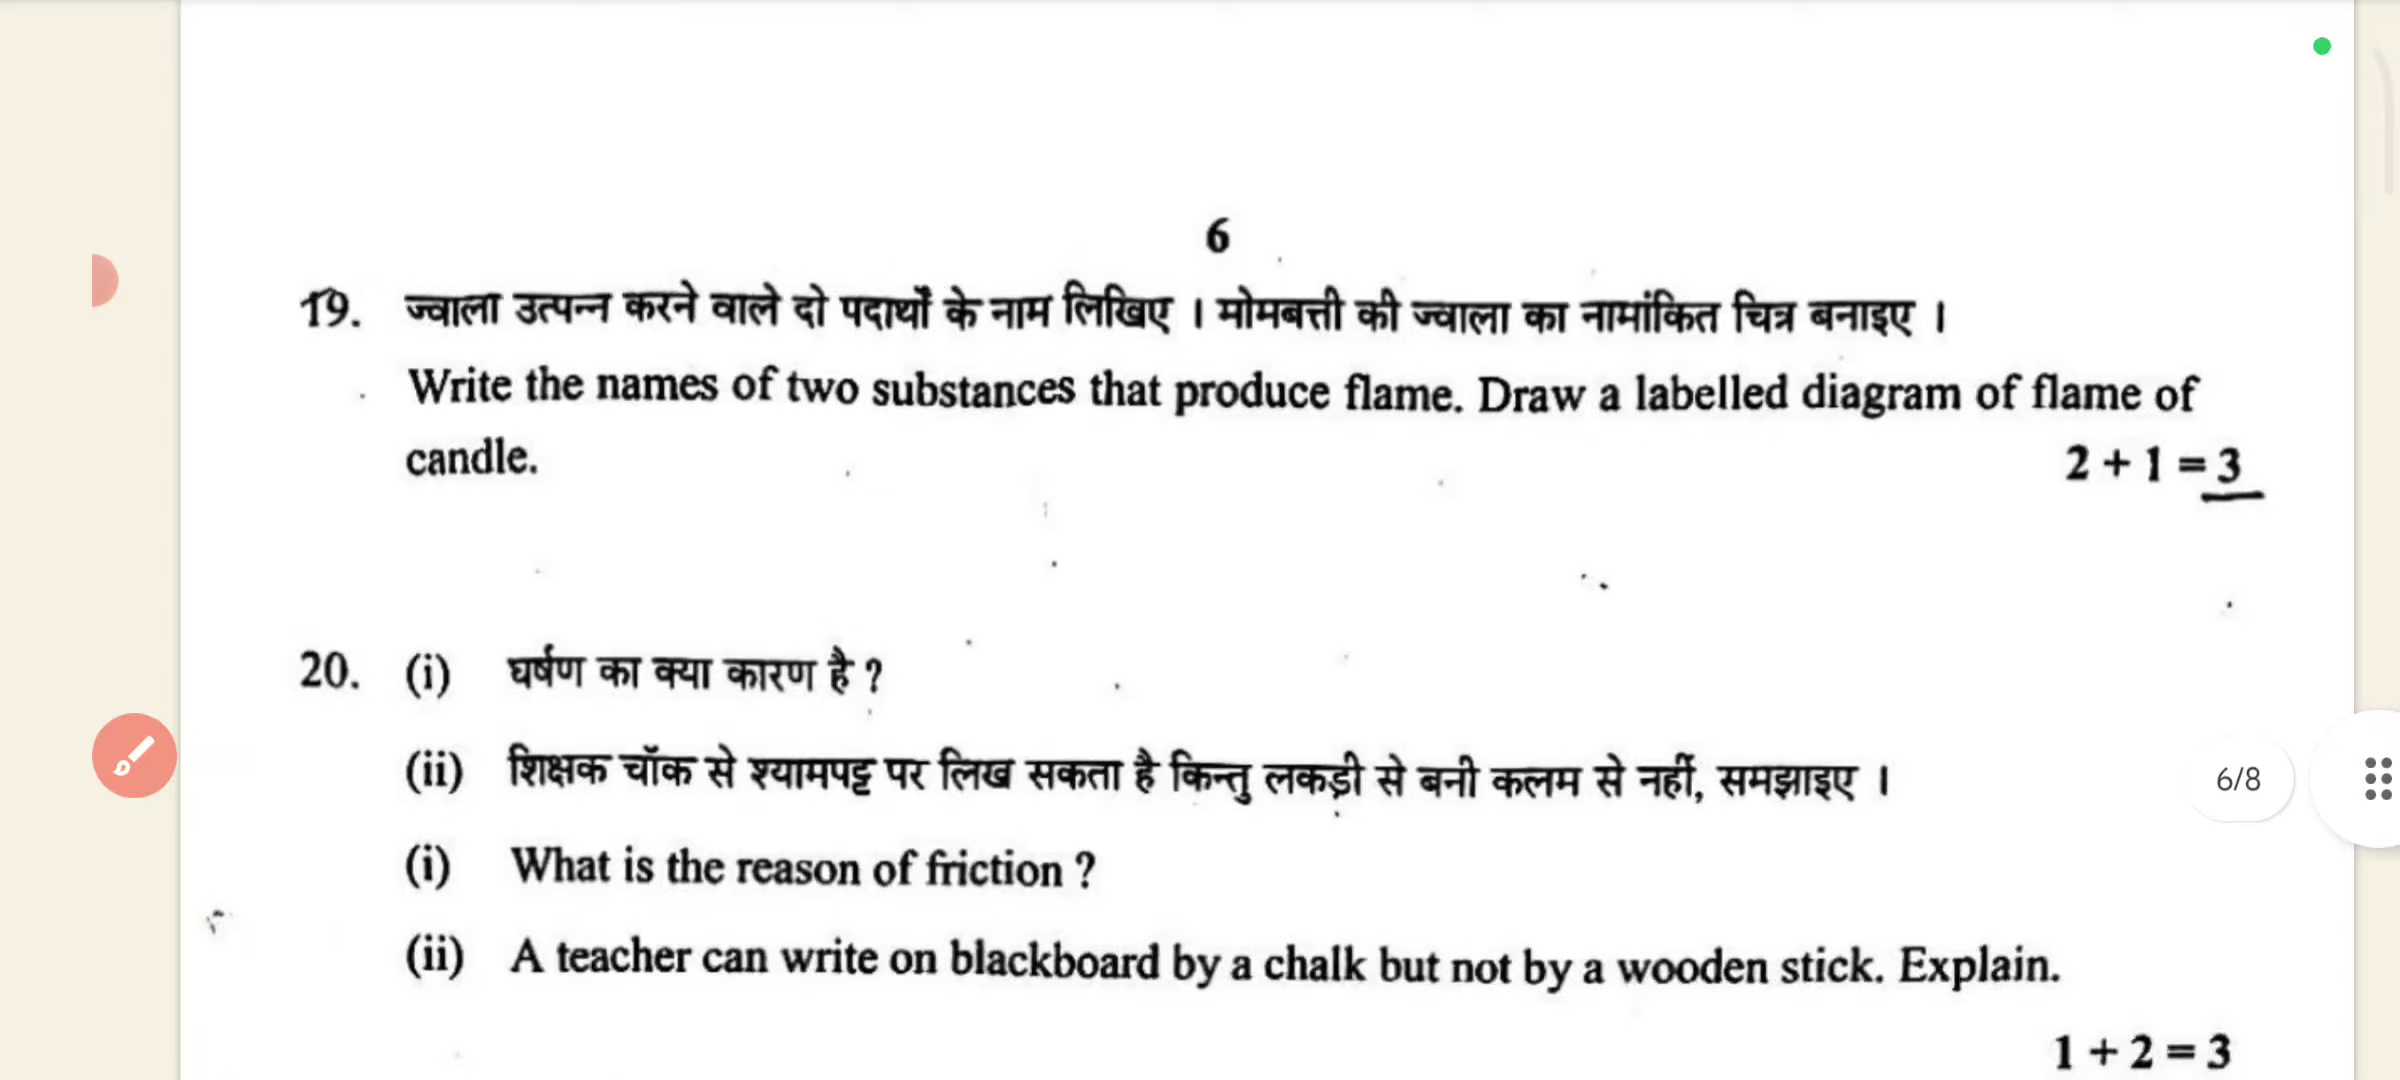 6
19. ज्वाला उत्पन्न करने वाले दो पदार्थों के नाम लिखिए । मोमबत्ती की ज्वाला का नामांकित चित्र बनाइए ।
Write the names of two substances that produce flame. Draw a labelled diagram of flame of
candle. 2 + 1 = 3
20. (i) घर्षण का क्या कारण है ?
(ii) शिक्षक चॉक से श्यामपट्ट पर लिख सकता है किन्तु लकड़ी से बनी कलम से नहीं, समझाइए ।
6/8
(i) What is the reason of friction ?
(ii) A teacher can write on blackboard by a chalk but not by a wooden stick. Explain.
1 + 2 = 3